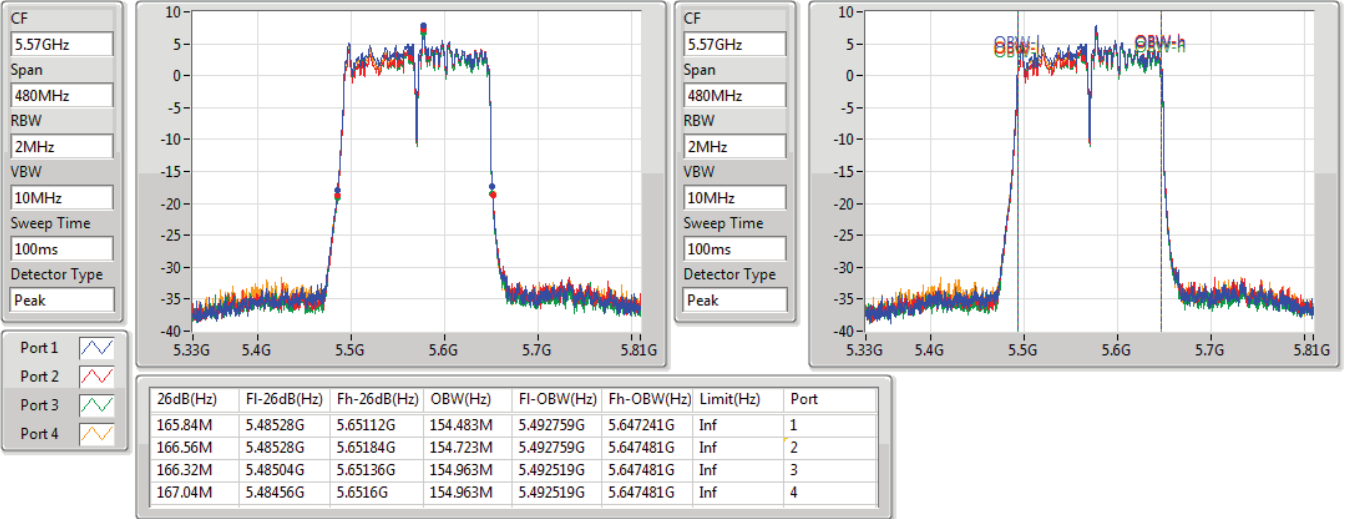 CF
5.57GHz
Span
480MHz
RBW
2MHz
VBW
10MHz
Sweep Time
100ms
Detector Type
Peak
Port 1
Port 2
Port 3
Port 4
10
5
0
-5
-10
-15
-20
-25
-30
-35
-40
5.33G 5.4G 5.5G 5.6G 5.7G 5.81G
CF
5.57GHz
Span
480MHz
RBW
2MHz
VBW
10MHz
Sweep Time
100ms
Detector Type
Peak
10
5
0
-5
-10
-15
-20
-25
-30
-35
-40
OBW-l OBW-h
5.33G 5.4G 5.5G 5.6G 5.7G 5.81G
26dB(Hz) Fl-26dB(Hz) Fh-26dB(Hz) OBW(Hz) Fl-OBW(Hz) Fh-OBW(Hz) Limit(Hz) Port
165.84M 5.48528G 5.65112G 154.483M 5.492759G 5.647241G Inf 1
166.56M 5.48528G 5.65184G 154.723M 5.492759G 5.647481G Inf 2
166.32M 5.48504G 5.65136G 154.963M 5.492519G 5.647481G Inf 3
167.04M 5.48456G 5.6516G 154.963M 5.492519G 5.647481G Inf 4